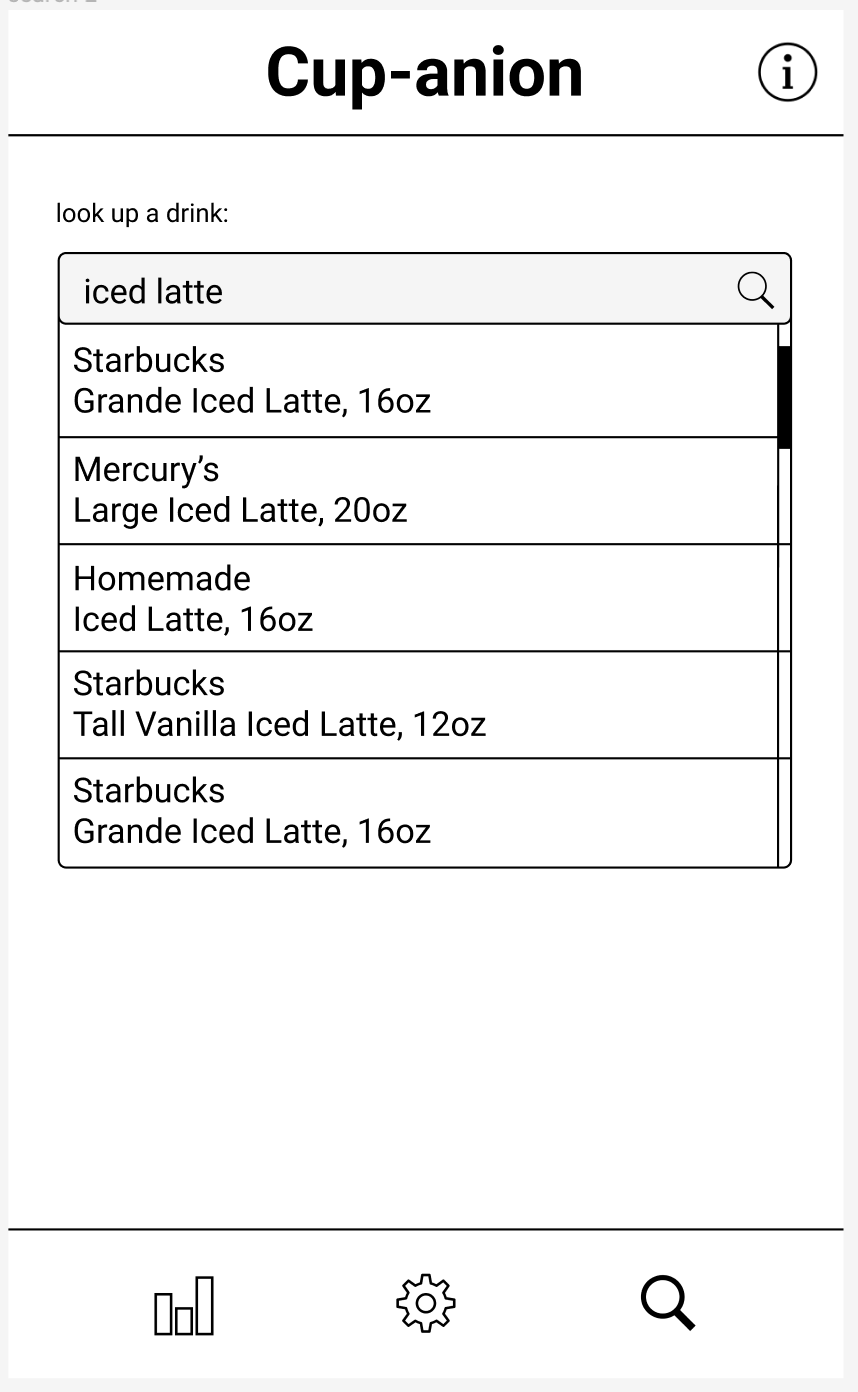 Cup-anion
i
look up a drink:
iced latte
Starbucks
Grande Iced Latte, 16oz
Mercury’s
Large Iced Latte, 20oz
Homemade
Iced Latte, 16oz
Starbucks
Tall Vanilla Iced Latte, 12oz
Starbucks
Grande Iced Latte, 16oz